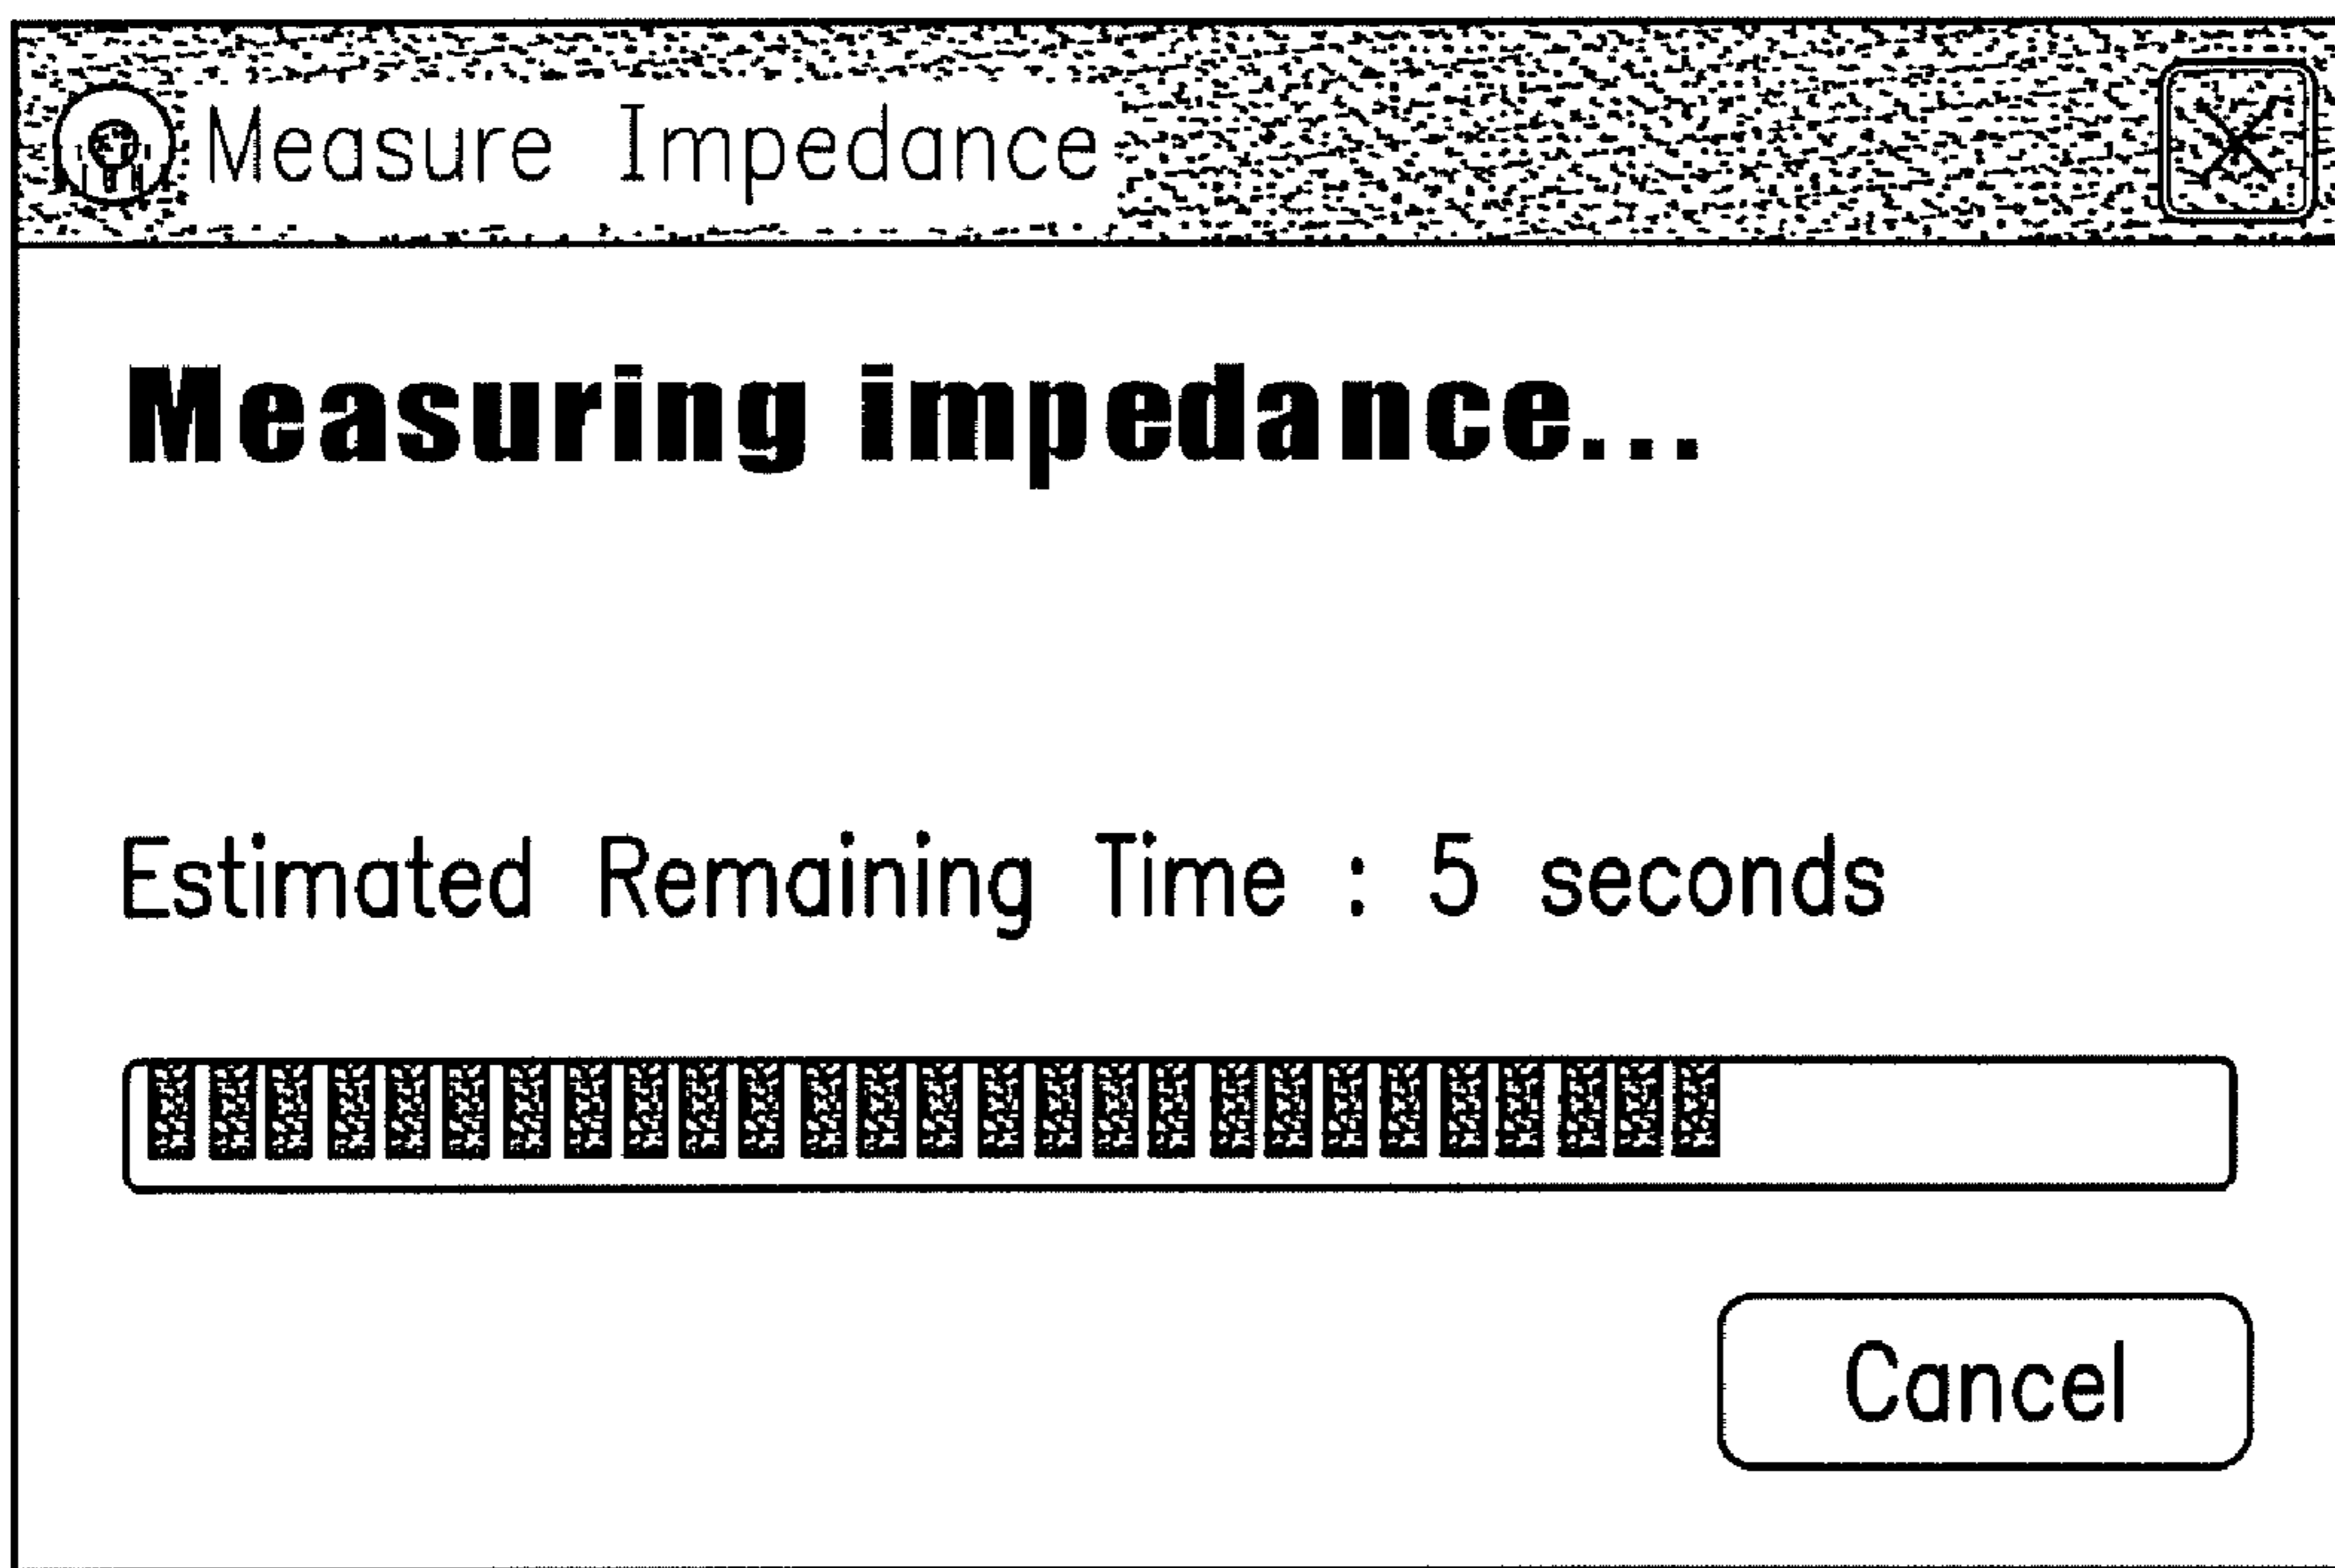 Measure Impedance
Measuring impedance...
Estimated Remaining Time : 5 seconds
Cancel